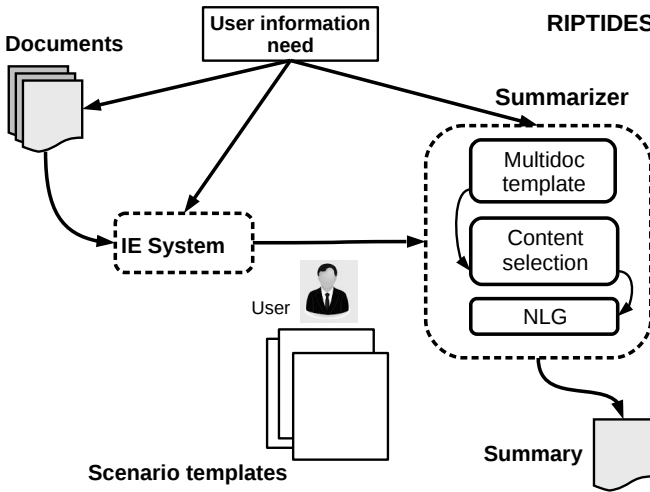 User information
need
RIPTIDES
Documents
Summarizer
Multidoc
template
IE System
Content
selection
User
NLG
Summary
Scenario templates